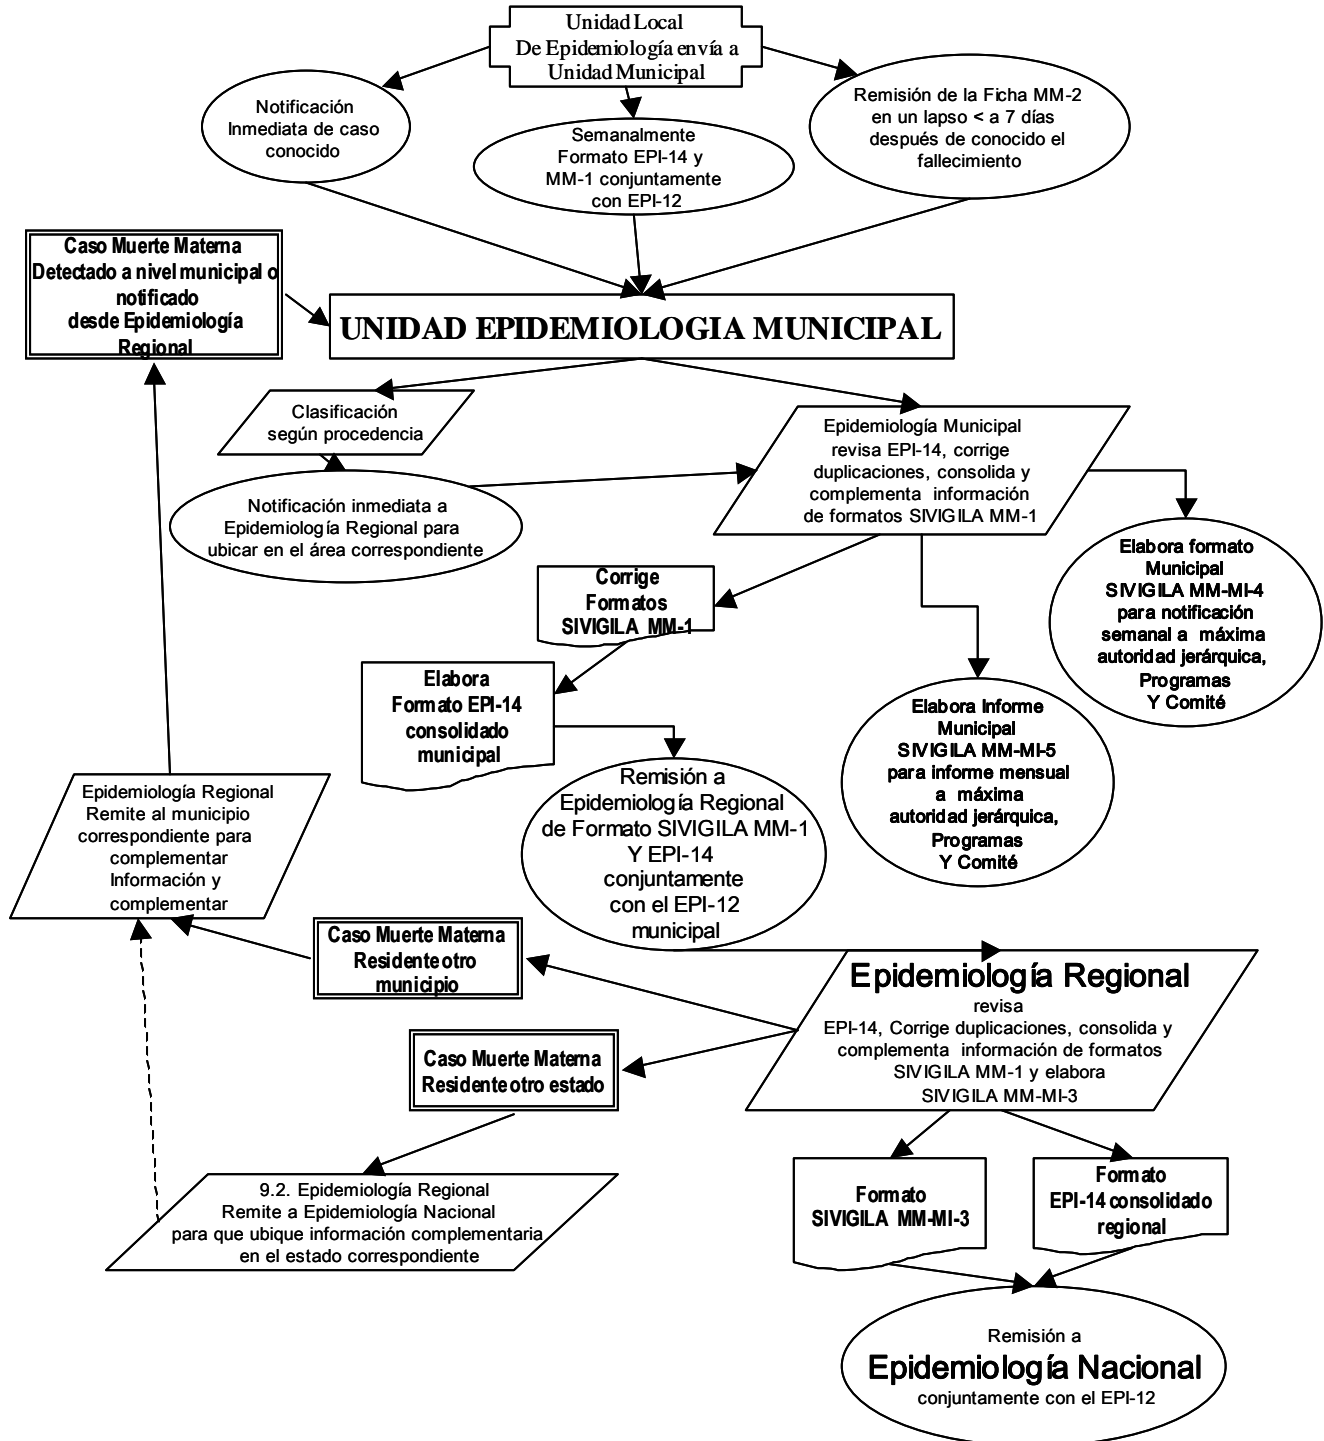 Unidad Local
De Epidemiología envía a
Unidad Municipal
Notificación
Inmediata de caso
conocido
Semanalmente
Formato EPI-14 y
MM-1 conjuntamente
con EPI-12
Remisión de la Ficha MM-2
en un lapso < a 7 días
después de conocido el
fallecimiento
Caso Muerte Materna
Detectado a nivel municipal o
notificado
desde Epidemiología
Regional
UNIDAD EPIDEMIOLOGIA MUNICIPAL
Clasificación
según procedencia
Notificación inmediata a
Epidemiología Regional para
ubicar en el área correspondiente
Epidemiología Municipal
revisa EPI-14, corrige
duplicaciones, consolida y
complementa información
de formatos SIVIGILA MM-1
Elabora formato
Municipal
SIVIGILA MM-MI-4
para notificación
semanal a máxima
autoridad jerárquica,
Programas
Y Comité
Corrige
Formatos
SIVIGILA MM-1
Elabora
Formato EPI-14
consolidado
municipal
Elabora Informe
Municipal
SIVIGILA MM-MI-5
para informe mensual
a máxima
autoridad jerárquica,
Programas
Y Comité
Remisión a
Epidemiología Regional
de Formato SIVIGILA MM-1
Y EPI-14
conjuntamente
con el EPI-12
municipal
Epidemiología Regional
Remite al municipio
correspondiente para
complementar
Información y
complementar
Caso Muerte Materna
Residente otro
municipio
Epidemiología Regional
revisa
EPI-14, Corrige duplicaciones, consolida y
complementa información de formatos
SIVIGILA MM-1 y elabora
SIVIGILA MM-MI-3
Caso Muerte Materna
Residente otro estado
9.2. Epidemiología Regional
Remite a Epidemiología Nacional
para que ubique información complementaria
en el estado correspondiente
Formato
SIVIGILA MM-MI-3
Formato
EPI-14 consolidado
regional
Remisión a
Epidemiología Nacional
conjuntamente con el EPI-12